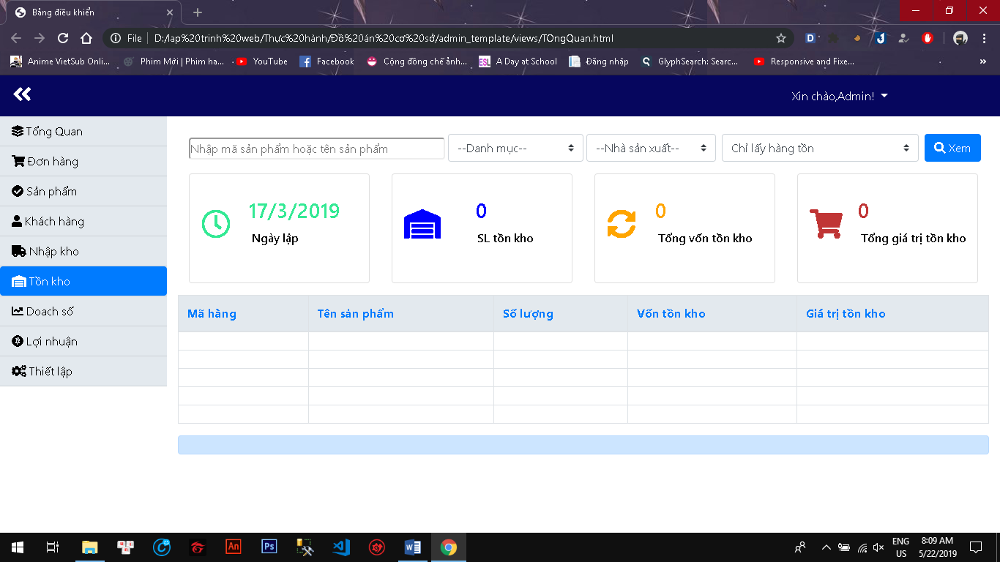 Bảng điều khiển
File
D:/lap%20trinh%20web/Thực%20hành/Đồ%20án%20cơ%20sở/admin_template/views/TOngQuan.html
Anime VietSub Onli...
Phim Mới | Phim ha...
YouTube
Facebook
Cộng đồng chế ảnh...
ESL
A Day at School
Đăng nhập
GlyphSearch: Searc...
Responsive and Fixe...
»
Xin chào,Admin!
Tổng Quan
Đơn hàng
Sản phẩm
Khách hàng
Nhập kho
Tồn kho
Doach số
Lợi nhuận
Thiết lập
Nhập mã sản phẩm hoặc tên sản phẩm
--Danh mục--
--Nhà sản xuất--
Chỉ lấy hàng tồn
Xem
17/3/2019
Ngày lập
0
SL tồn kho
0
Tổng vốn tồn kho
0
Tổng giá trị tồn kho
Mã hàng
Tên sản phẩm
Số lượng
Vốn tồn kho
Giá trị tồn kho
An
Ps
ENG
US
8:09 AM
5/22/2019